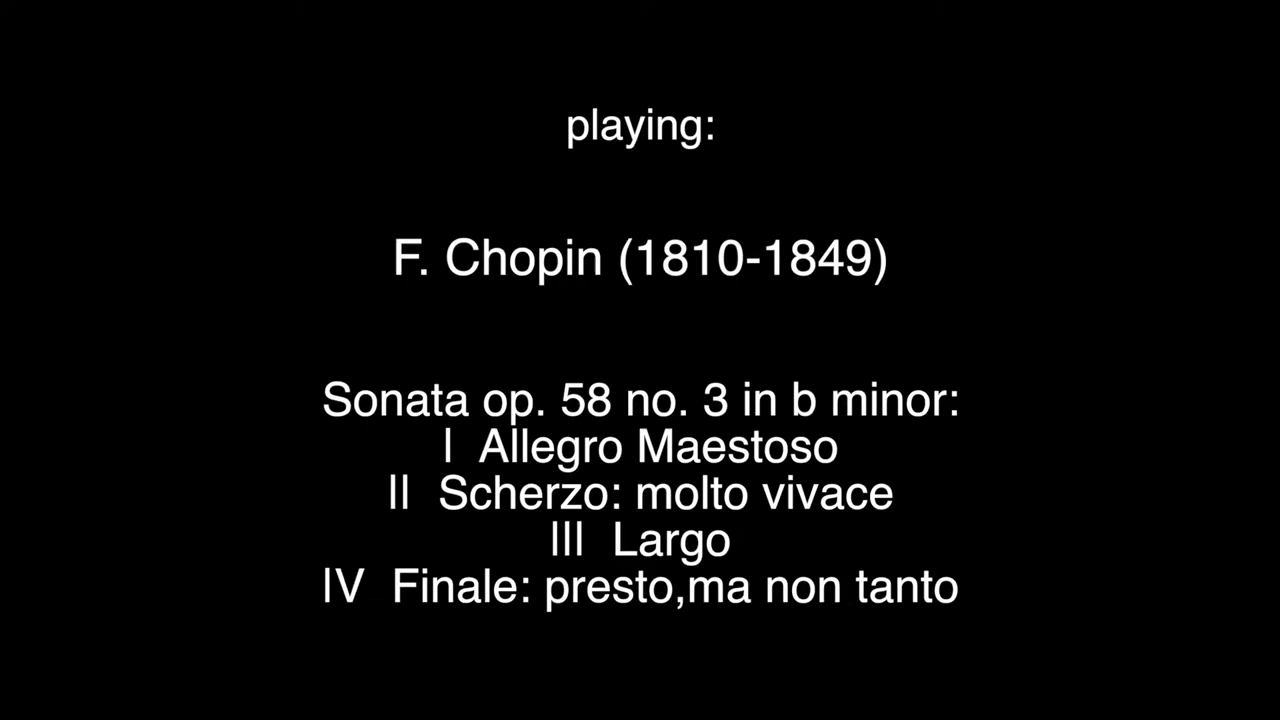 playing:
F. Chopin (1810-1849)
Sonata op. 58 no. 3 in b minor:
I Allegro Maestoso
II Scherzo: molto vivace
III Largo
IV Finale: presto,ma non tanto